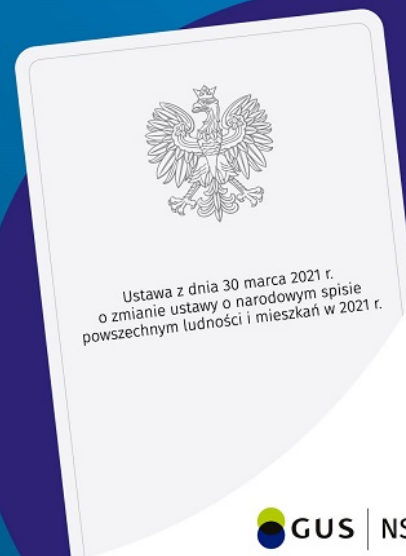 Ustawa z dnia 30 marca 2021 r.
o zmianie ustawy o narodowym spisie
powszechnym ludności i mieszkań w 2021 r.
GUS